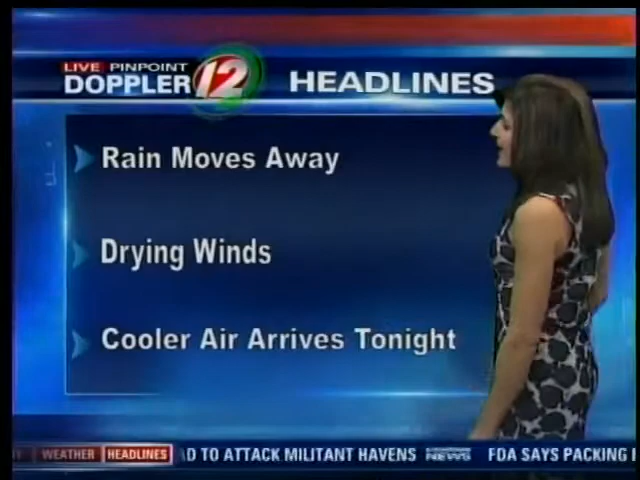 LIVE PINPOINT
DOPPLER 12 HEADLINES
Rain Moves Away
Drying Winds
Cooler Air Arrives Tonight
WEATHER HEADLINES TO ATTACK MILITANT HAVENS NEWS FDA SAYS PACKING